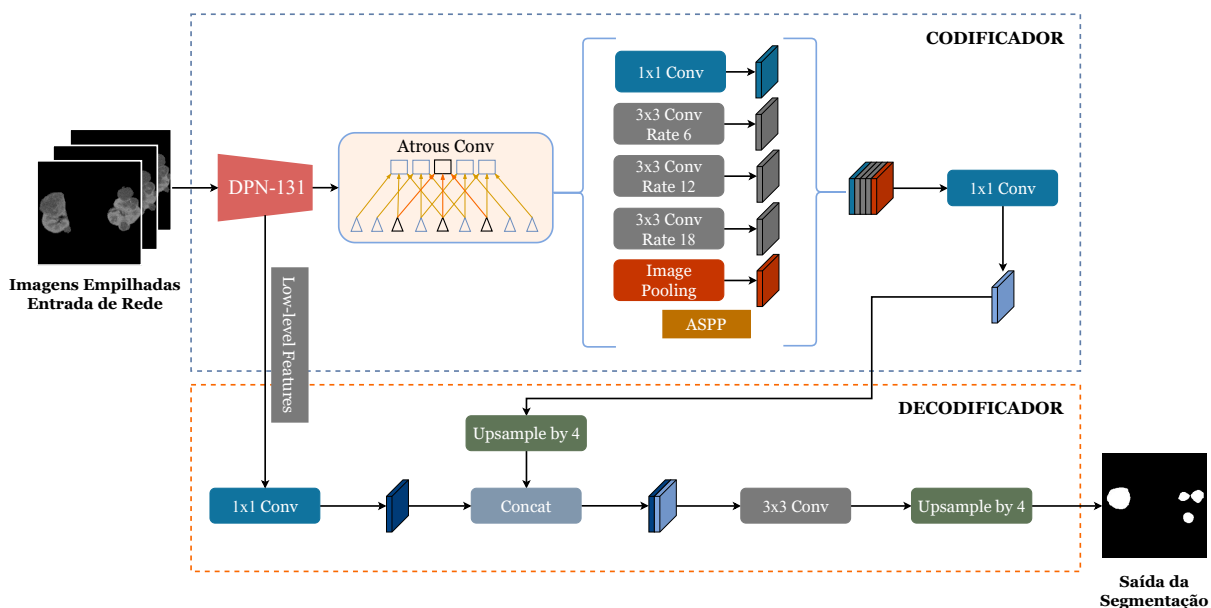 CODIFICADOR
1x1 Conv
3x3 Conv
Rate 6
Atrous Conv
DPN-131
3x3 Conv
Rate 12
1x1 Conv
3x3 Conv
Rate 18
Image
Pooling
ASPP
Imagens Empilhadas
Entrada de Rede
Low-level Features
DECODIFICADOR
Upsample by 4
1x1 Conv
Concat
3x3 Conv
Upsample by 4
Saída da
Segmentação